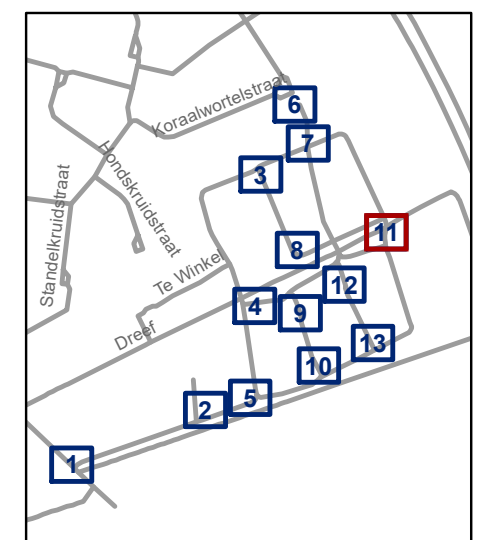 Koraalwortelstraat
6
7
Hondskruidstraat
3
Standelkruidstraat
11
8
Te Winkel
12
4
9
Dreef
13
10
5
2
1